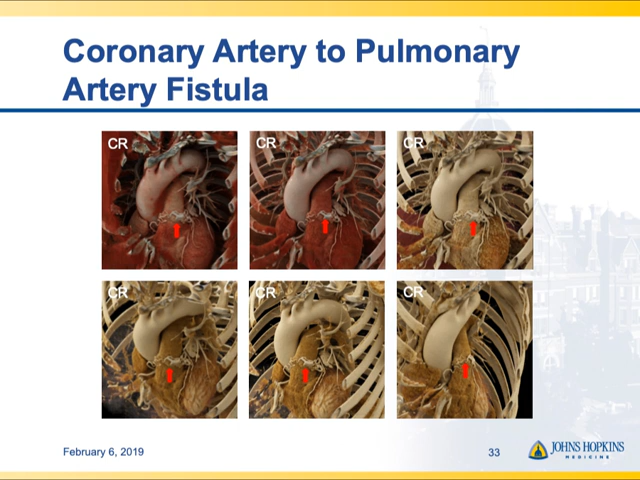 Coronary Artery to Pulmonary
Artery Fistula
CR
CR
CR
CR
CR
CR
February 6, 2019
33
JOHNS HOPKINS
MEDICINE